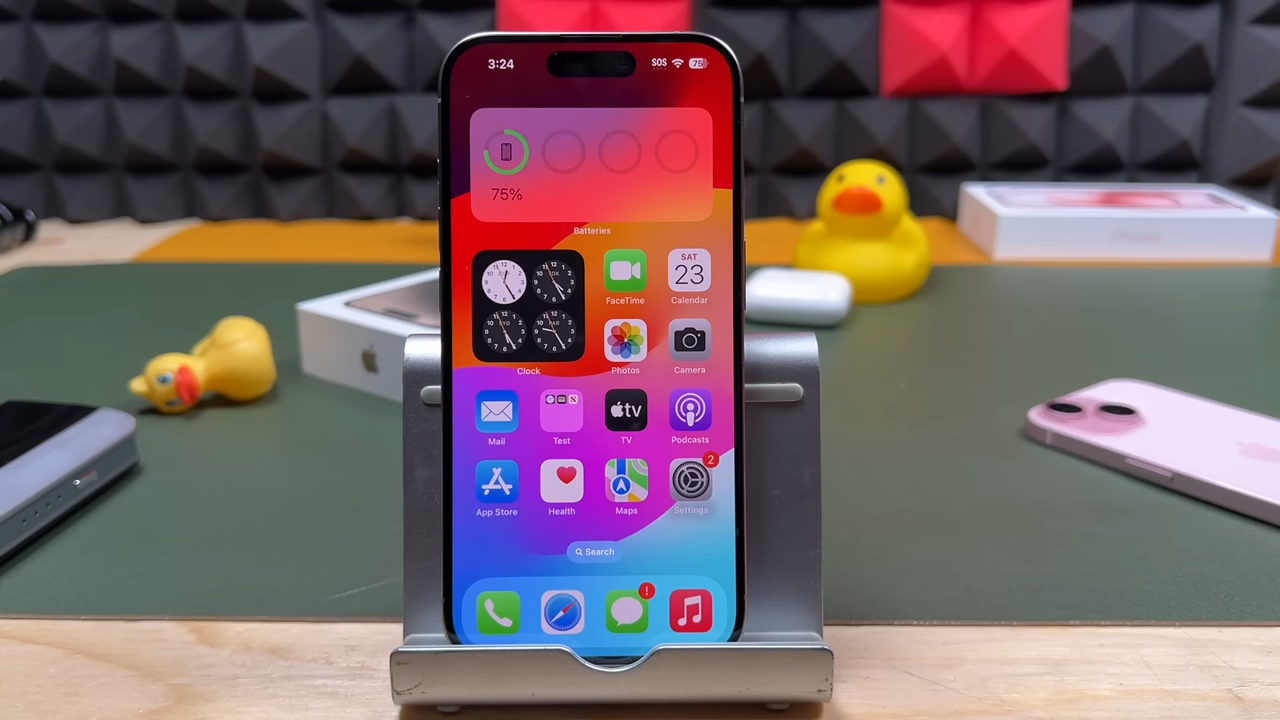 3:24 SOS 75
75%
Batteries
SAT
23
FaceTime Calendar
Clock Photos Camera
tv
Mail Test TV Podcasts
2
App Store Health Maps Settings
Search
!